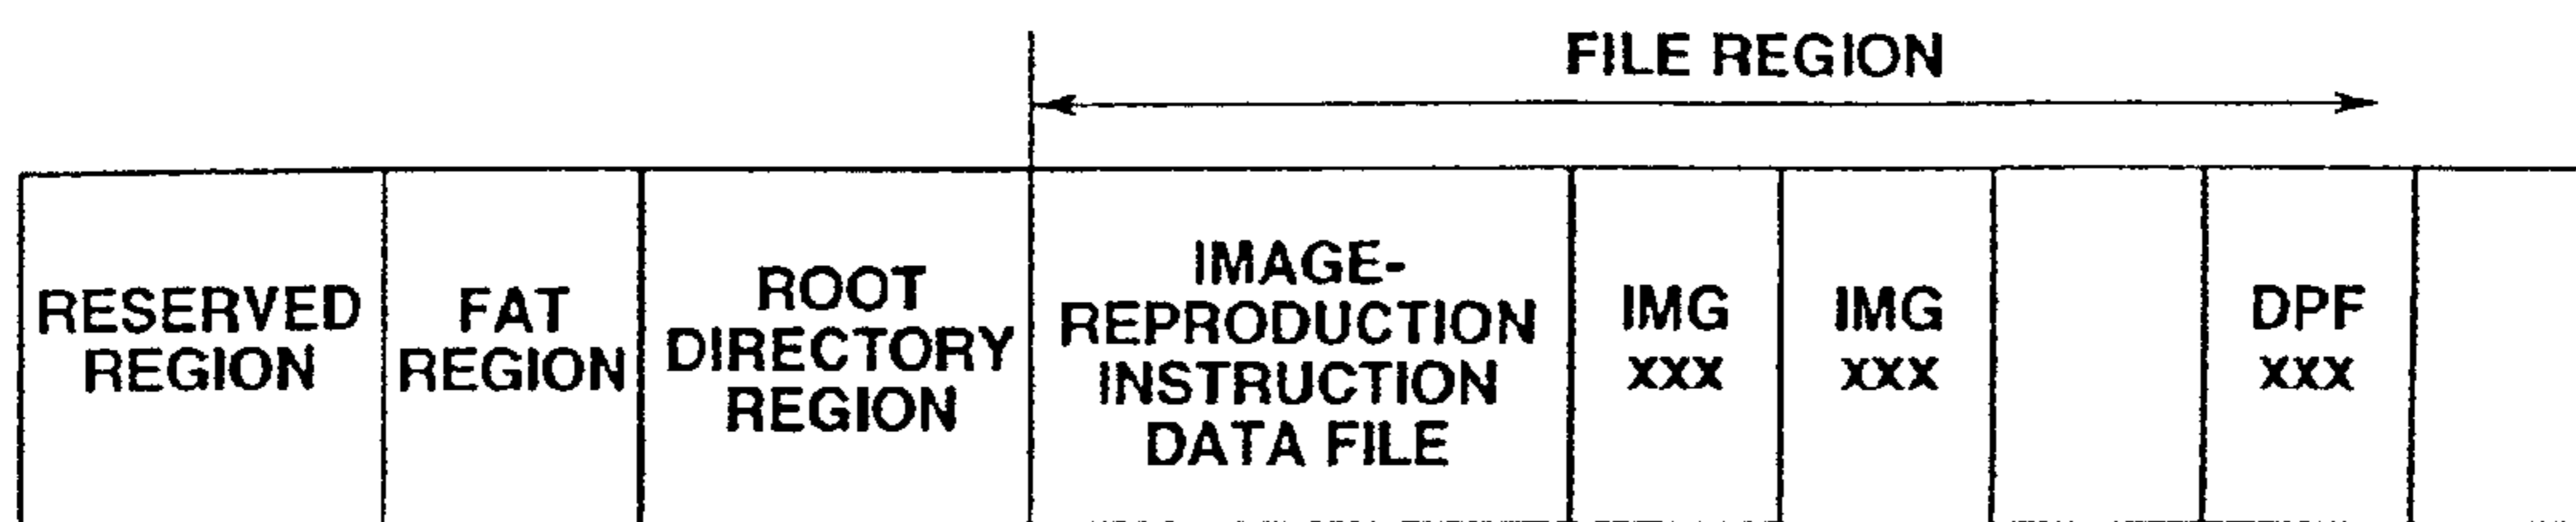 FILE REGION
RESERVED
REGION
FAT
REGION
ROOT
DIRECTORY
REGION
IMAGE-
REPRODUCTION
INSTRUCTION
DATA FILE
IMG
xxx
IMG
xxx
DPF
xxx